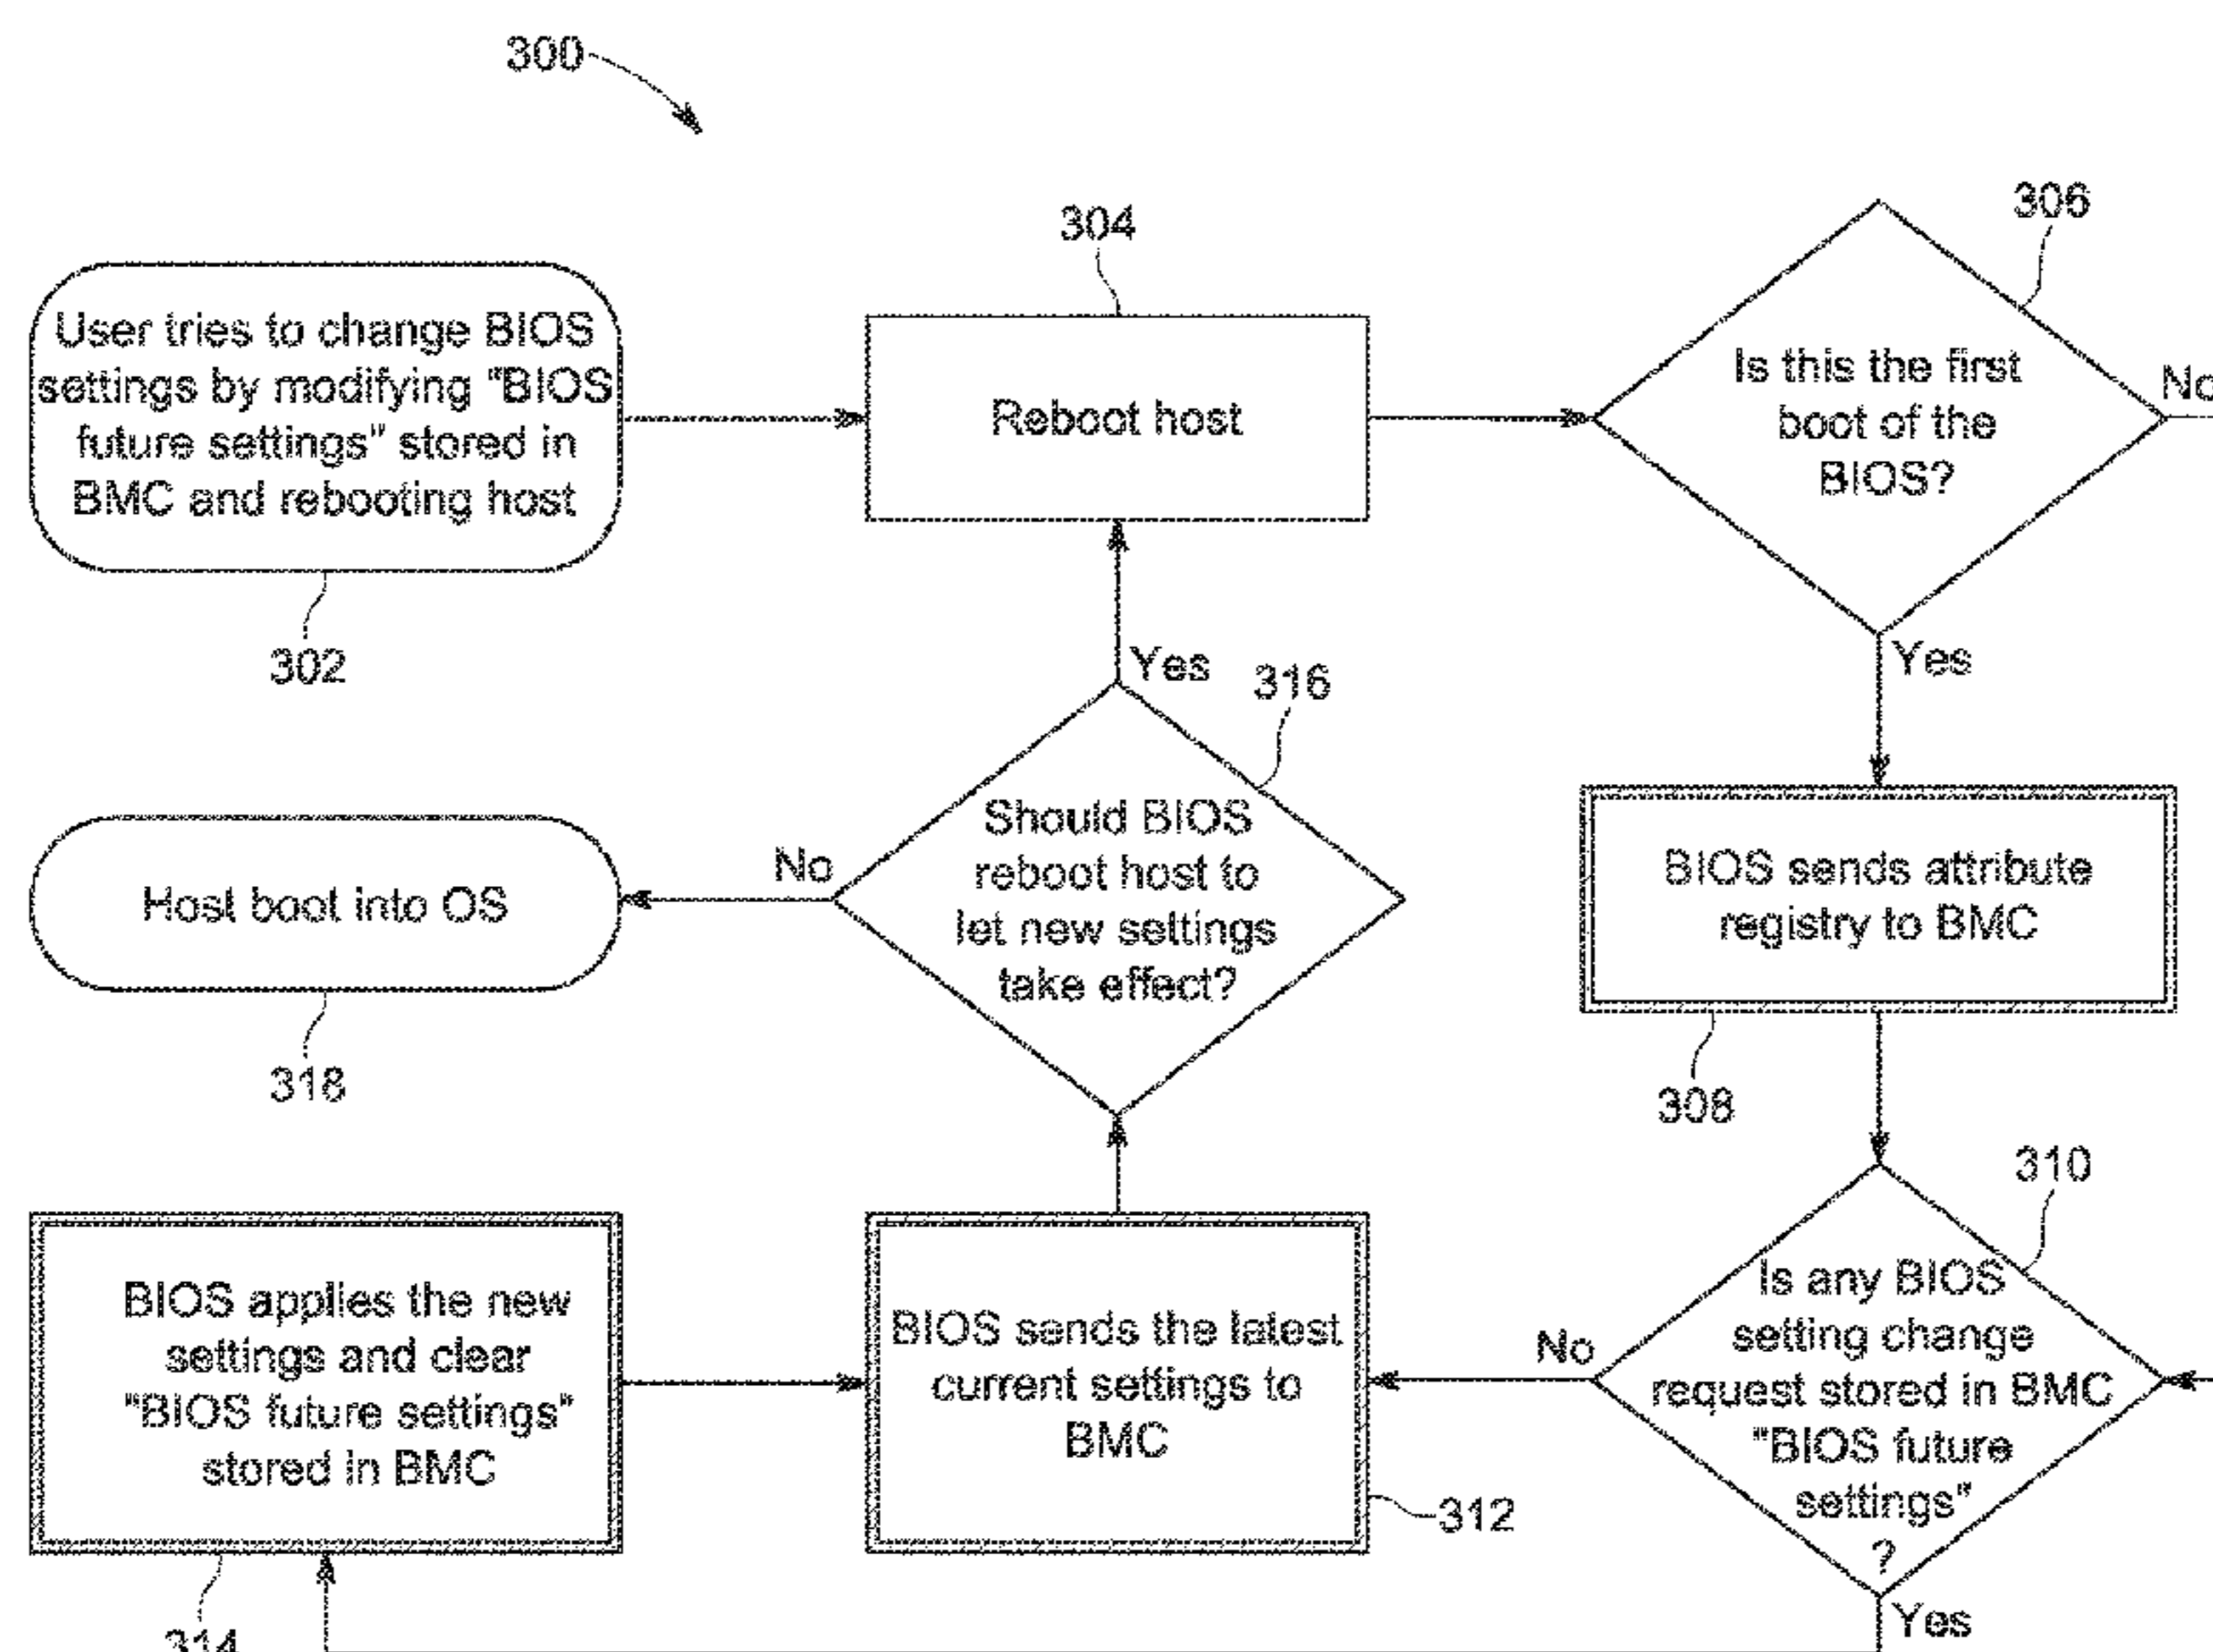 300
304
306
User tries to change BIOS
settings by modifying "BIOS
future settings" stored in
BMC and rebooting host
302
Reboot host
Is this the first
boot of the
BIOS?
No
Yes
Yes
316
Should BIOS
reboot host to
let new settings
take effect?
No
Host boot into OS
318
BIOS sends attribute
registry to BMC
308
310
BIOS applies the new
settings and clear
"BIOS future settings"
stored in BMC
314
BIOS sends the latest
current settings to
BMC
312
No
Is any BIOS
setting change
request stored in BMC
"BIOS future
settings"
?
Yes